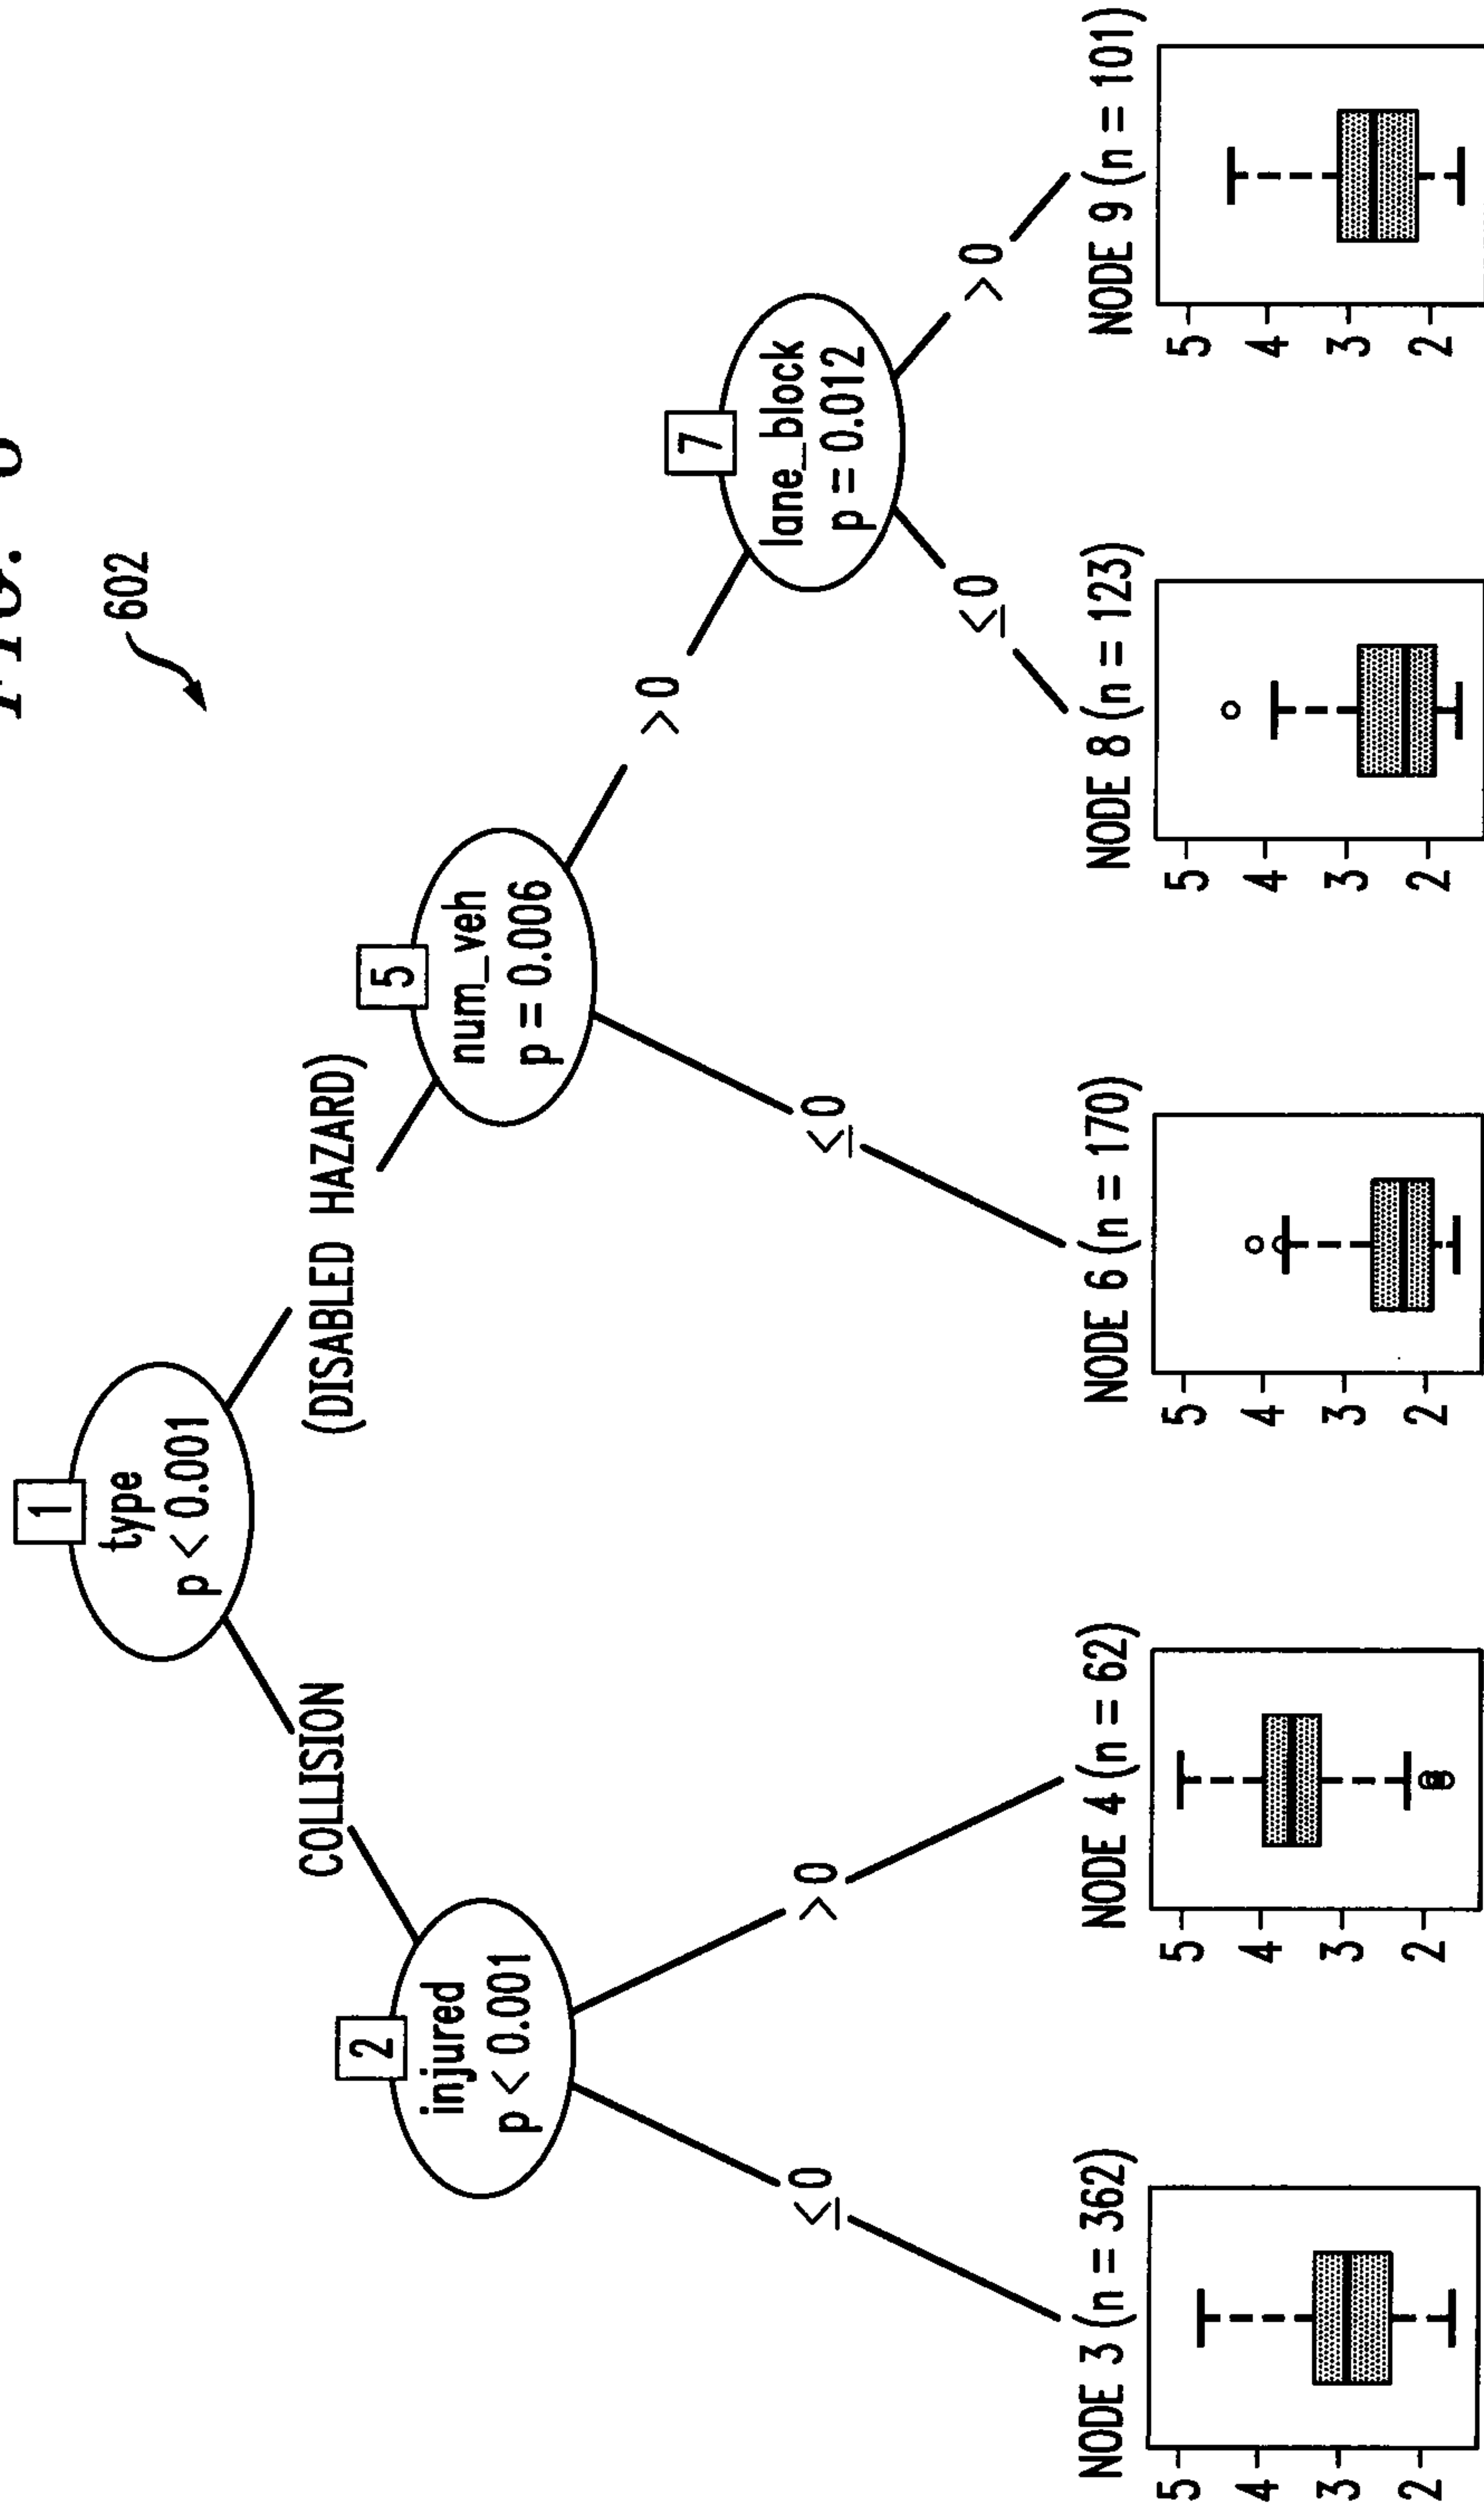 602
1
type
p < 0.001
COLLISION
(DISABLED HAZARD)
2
injured
p < 0.001
5
num_veh
p = 0.006
≤0
>0
≤0
>0
7
lane_block
p = 0.012
≤0
>0
NODE 3 (n = 362)
NODE 4 (n = 62)
NODE 6 (n = 170)
NODE 8 (n = 123)
NODE 9 (n = 101)
5
4
3
2
5
4
3
2
5
4
3
2
5
4
3
2
5
4
3
2